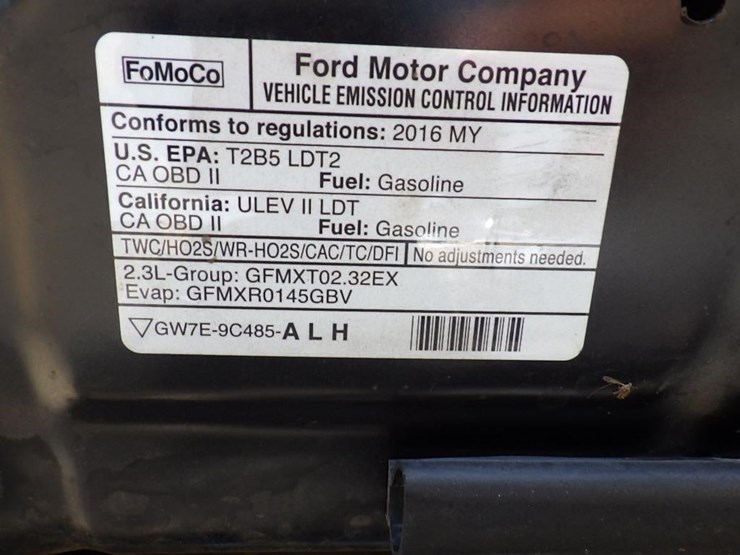 FoMoCo
Ford Motor Company
VEHICLE EMISSION CONTROL INFORMATION
Conforms to regulations: 2016 MY
U.S. EPA: T2B5 LDT2
CA OBD II Fuel: Gasoline
California: ULEV II LDT
CA OBD II Fuel: Gasoline
TWC/HO2S/WR-HO2S/CAC/TC/DFI No adjustments needed.
2.3L-Group: GFMXT02.32EX
Evap: GFMXR0145GBV
GW7E-9C485-A L H